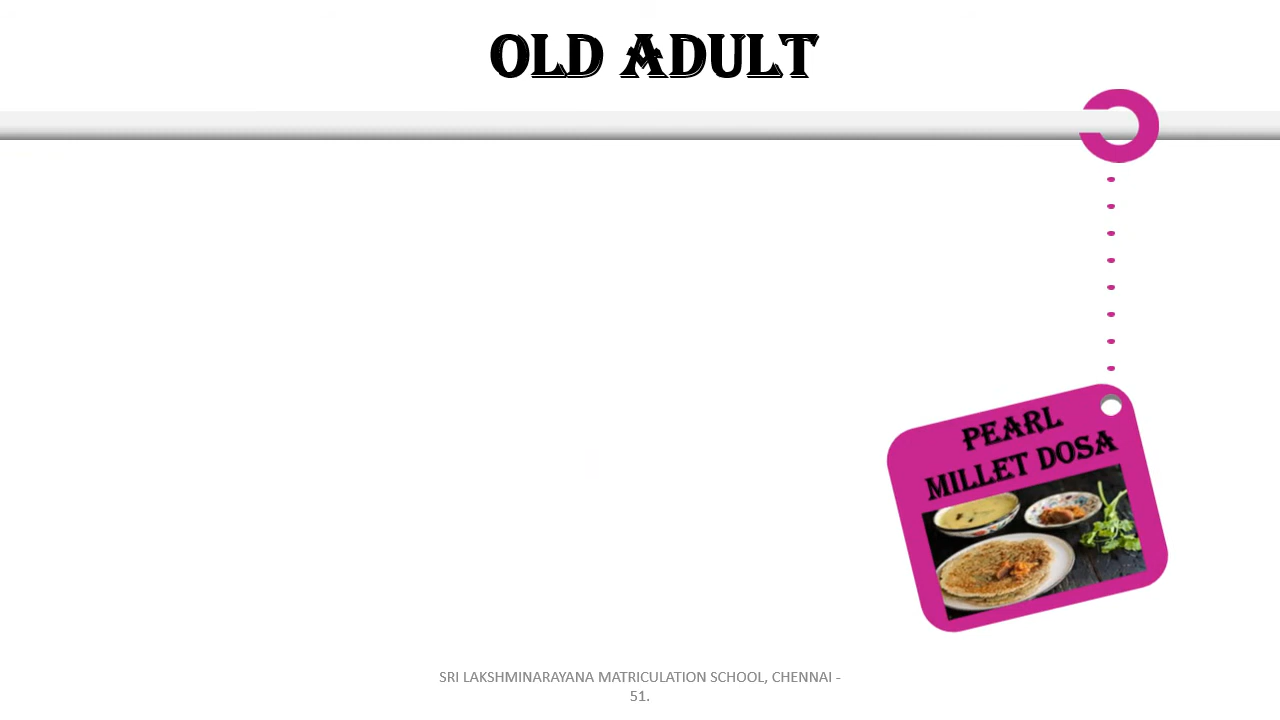 OLD ADULT
PEARL
MILLET DOSA
SRI LAKSHMINARAYANA MATRICULATION SCHOOL, CHENNAI -
51.